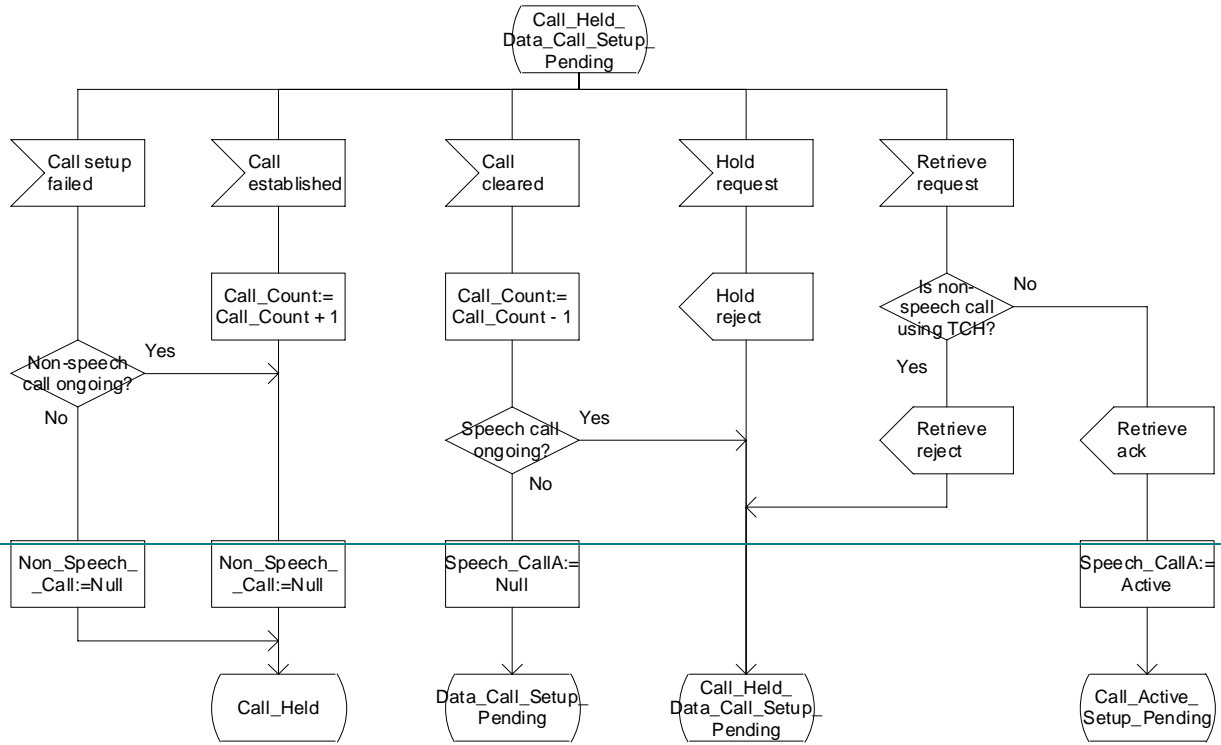 Call_Held_
Data_Call_Setup_
Pending
Call setup
failed
Call
established
Call
cleared
Hold
request
Retrieve
request
Call_Count:=
Call_Count + 1
Call_Count:=
Call_Count - 1
Hold
reject
Is non-
speech call
using TCH?
No
Yes
Non-speech
call ongoing?
Yes
No
Speech call
ongoing?
Yes
No
Retrieve
reject
Retrieve
ack
Non_Speech_
_Call:=Null
Non_Speech_
_Call:=Null
Speech_CallA:=
Null
Speech_CallA:=
Active
Call_Held
Data_Call_Setup_
Pending
Call_Held_
Data_Call_Setup_
Pending
Call_Active_
Setup_Pending